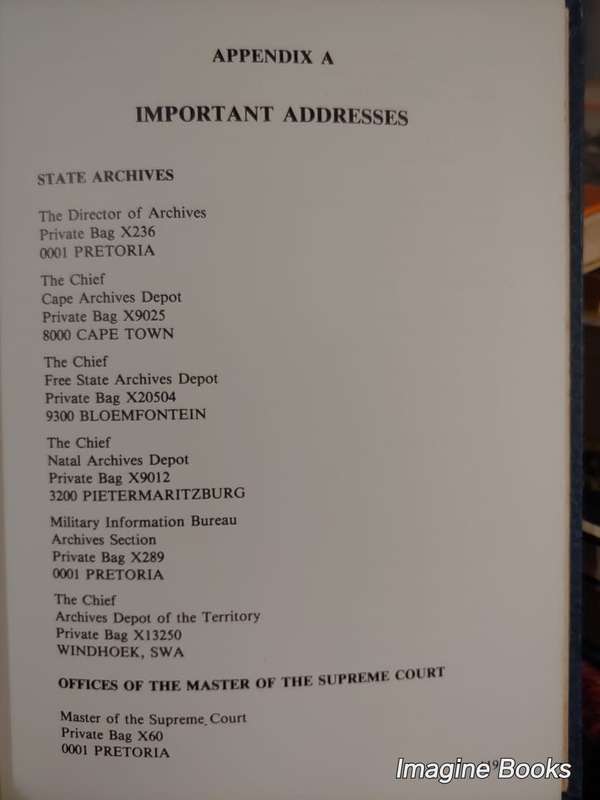 APPENDIX A
IMPORTANT ADDRESSES
STATE ARCHIVES
The Director of Archives
Private Bag X236
0001 PRETORIA
The Chief
Cape Archives Depot
Private Bag X9025
8000 CAPE TOWN
The Chief
Free State Archives Depot
Private Bag X20504
9300 BLOEMFONTEIN
The Chief
Natal Archives Depot
Private Bag X9012
3200 PIETERMARITZBURG
Military Information Bureau
Archives Section
Private Bag X289
0001 PRETORIA
The Chief
Archives Depot of the Territory
Private Bag X13250
WINDHOEK, SWA
OFFICES OF THE MASTER OF THE SUPREME COURT
Master of the Supreme Court
Private Bag X60
0001 PRETORIA
Imagine Books